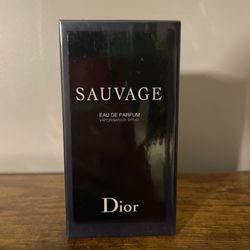 SAUVAGE
EAU DE PARFUM
VAPORISATEUR SPRAY
Dior